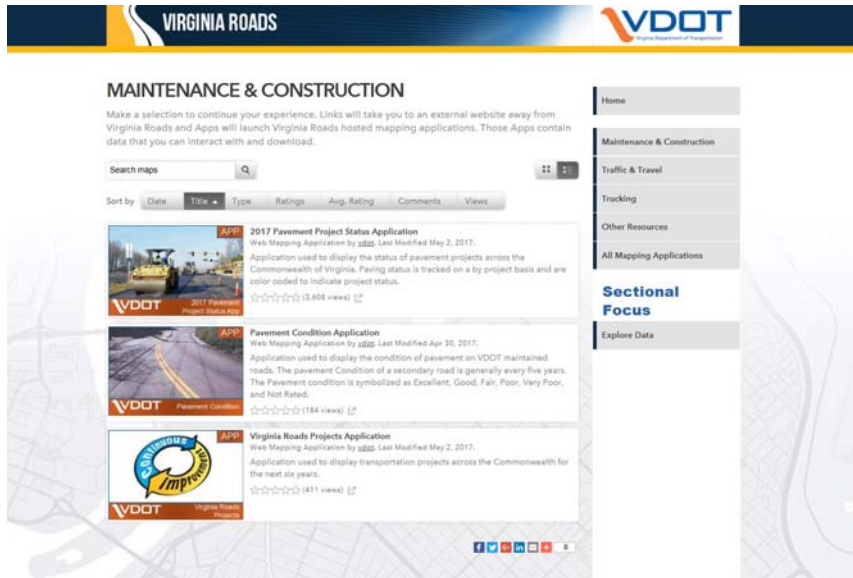 VIRGINIA ROADS
VDOT
Virginia Department of Transportation
MAINTENANCE & CONSTRUCTION
Make a selection to continue your experience. Links will take you to an external website away from
Virginia Roads and Apps will launch Virginia Roads hosted mapping applications. Those Apps contain
data that you can interact with and download.
Search maps
Sort by Date Title Type Ratings Avg. Rating Comments Views
APP
VDOT
2017 Pavement
Project Status App
2017 Pavement Project Status Application
Web Mapping Application by vdot. Last Modified May 2, 2017.
Application used to display the status of pavement projects across the
Commonwealth of Virginia. Paving status is tracked on a by project basis and are
color coded to indicate project status.
(3,608 views)
APP
VDOT
Pavement Condition
Pavement Condition Application
Web Mapping Application by vdot. Last Modified Apr 30, 2017.
Application used to display the condition of pavement on VDOT maintained
roads. The pavement Condition of a secondary road is generally every five years.
The Pavement condition is symbolized as Excellent, Good, Fair, Poor, Very Poor,
and Not Rated.
(184 views)
APP
Continuous
Improvement
VDOT
Virginia Roads
Projects
Virginia Roads Projects Application
Web Mapping Application by vdot. Last Modified May 2, 2017.
Application used to display transportation projects across the Commonwealth for
the next six years.
(411 views)
0
Home
Maintenance & Construction
Traffic & Travel
Trucking
Other Resources
All Mapping Applications
Sectional
Focus
Explore Data